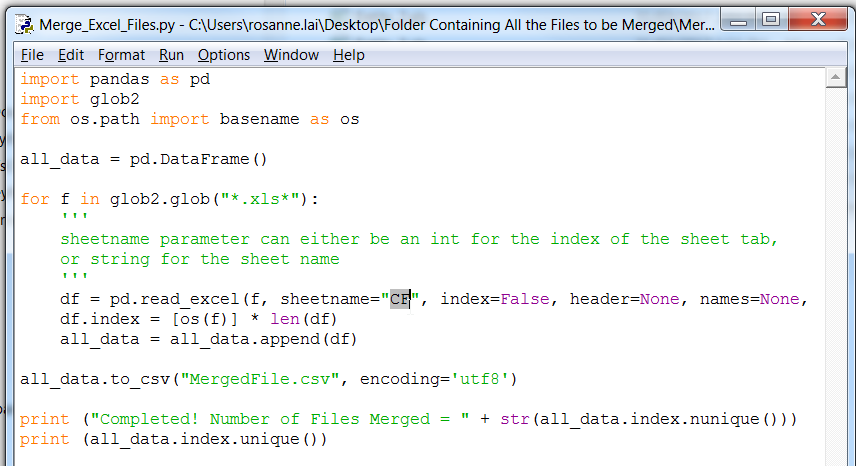 Merge_Excel_Files.py - C:\Users\rosanne.lai\Desktop\Folder Containing All the Files to be Merged\Mer...
File Edit Format Run Options Window Help
import pandas as pd
import glob2
from os.path import basename as os
all_data = pd.DataFrame()
for f in glob2.glob("*.xls*"):
'''
sheetname parameter can either be an int for the index of the sheet tab,
or string for the sheet name
'''
df = pd.read_excel(f, sheetname="CF", index=False, header=None, names=None,
df.index = [os(f)] * len(df)
all_data = all_data.append(df)
all_data.to_csv("MergedFile.csv", encoding='utf8')
print ("Completed! Number of Files Merged = " + str(all_data.index.nunique()))
print (all_data.index.unique())